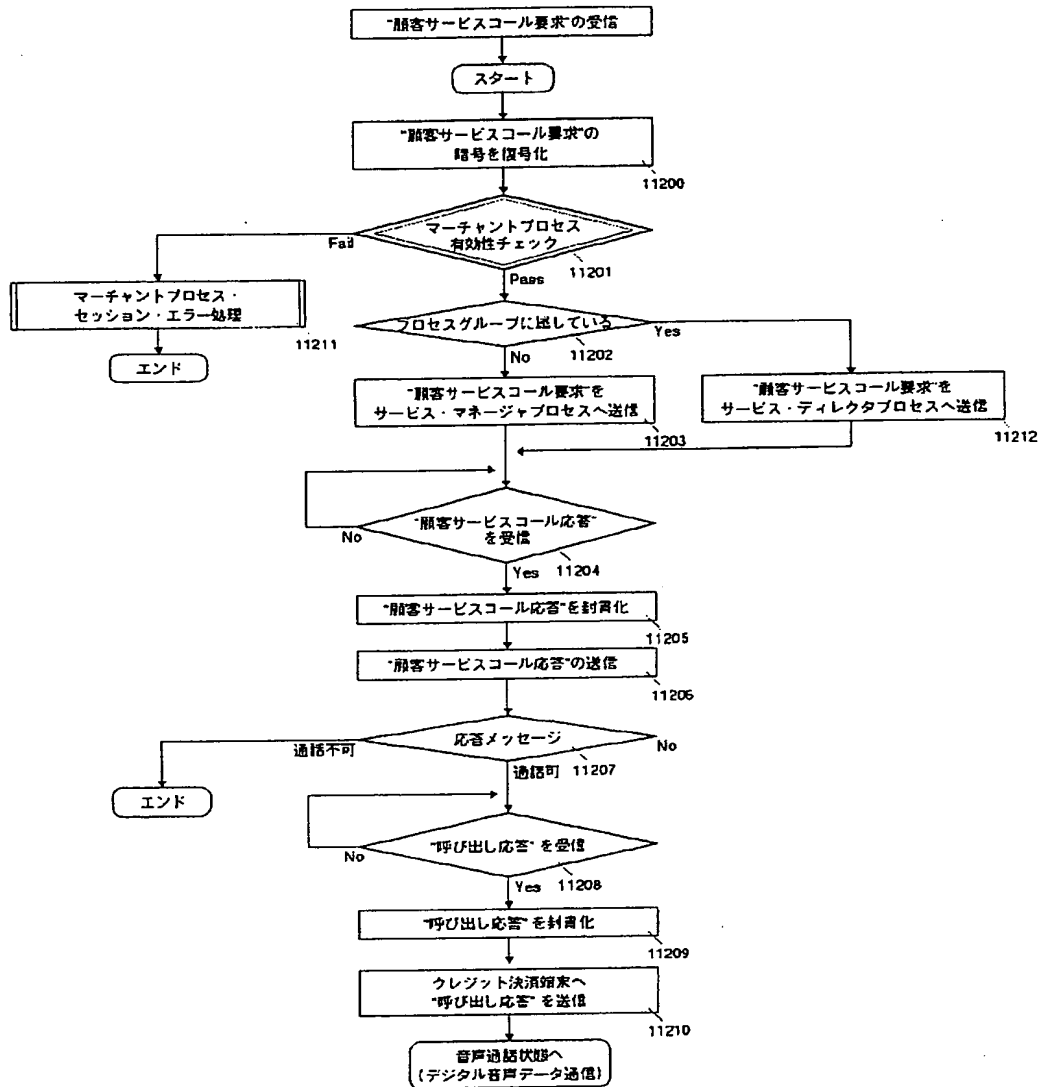 "顧客サービスコール要求"の受信
スタート
"顧客サービスコール要求"の
暗号を復号化
11200
マーチャントプロセス
有効性チェック
11201
Fail
Pass
マーチャントプロセス・
セッション・エラー処理
11211
エンド
プロセスグループに属している
11202
Yes
No
"顧客サービスコール要求"を
サービス・マネージャプロセスへ送信
11203
"顧客サービスコール要求"を
サービス・ディレクタプロセスへ送信
11212
"顧客サービスコール応答"
を受信
No
11204
Yes
"顧客サービスコール応答"を封書化
11205
"顧客サービスコール応答"の送信
11206
応答メッセージ
通話不可
No
11207
通話可
エンド
"呼び出し応答" を受信
No
11208
Yes
"呼び出し応答" を封書化
11209
クレジット決済端末へ
"呼び出し応答" を送信
11210
音声通話状態へ
(デジタル音声データ通信)